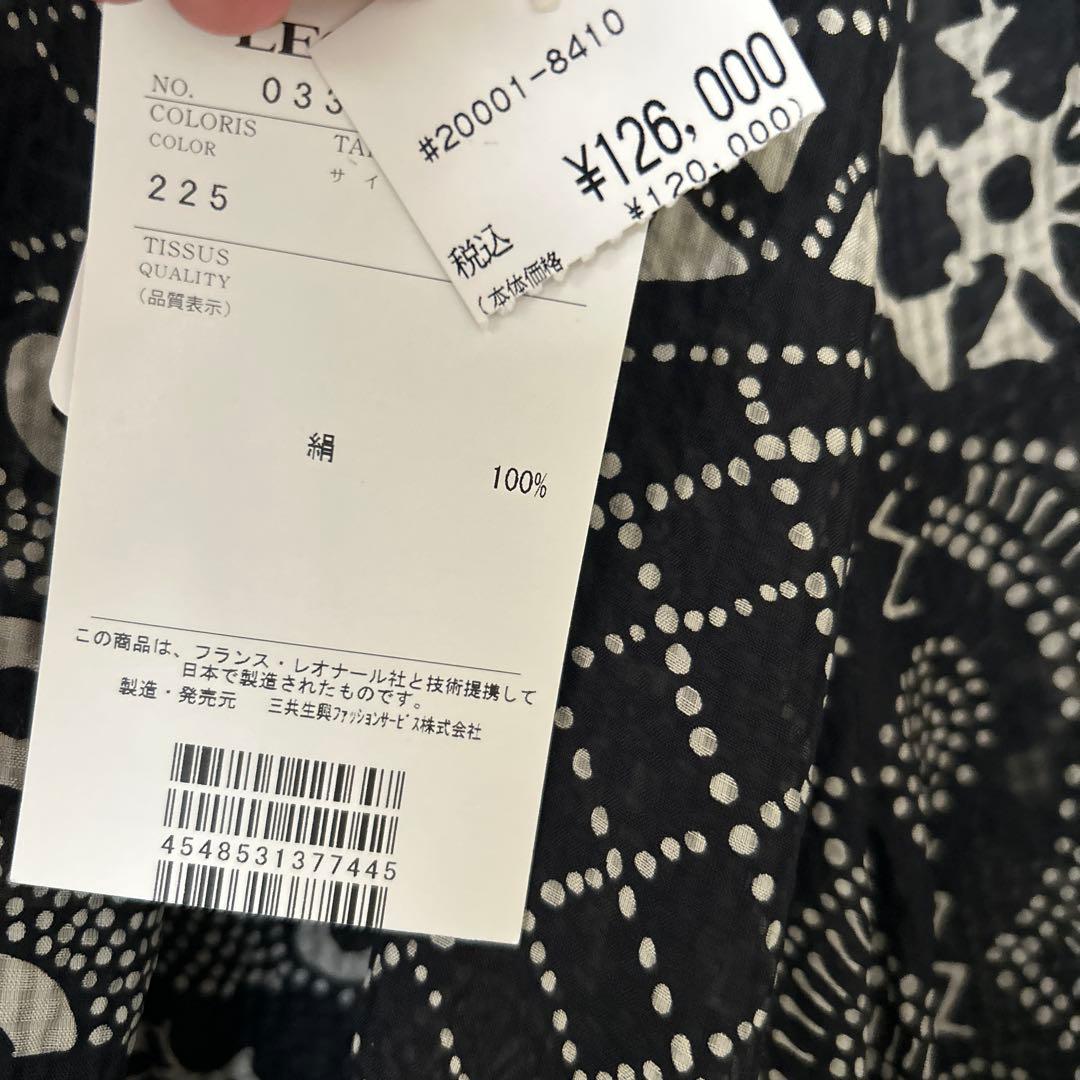 #20001-8410
¥126,000
税込
¥120,000)
(本体価格
NO.
COLORIS
COLOR
225
サイ
TISSUS
QUALITY
(品質表示)
絹 100%
この商品は、フランス・レオナール社と技術提携して
日本で製造されたものです。
製造・発売元 三共生興ファッションサービス株式会社
4548531377445